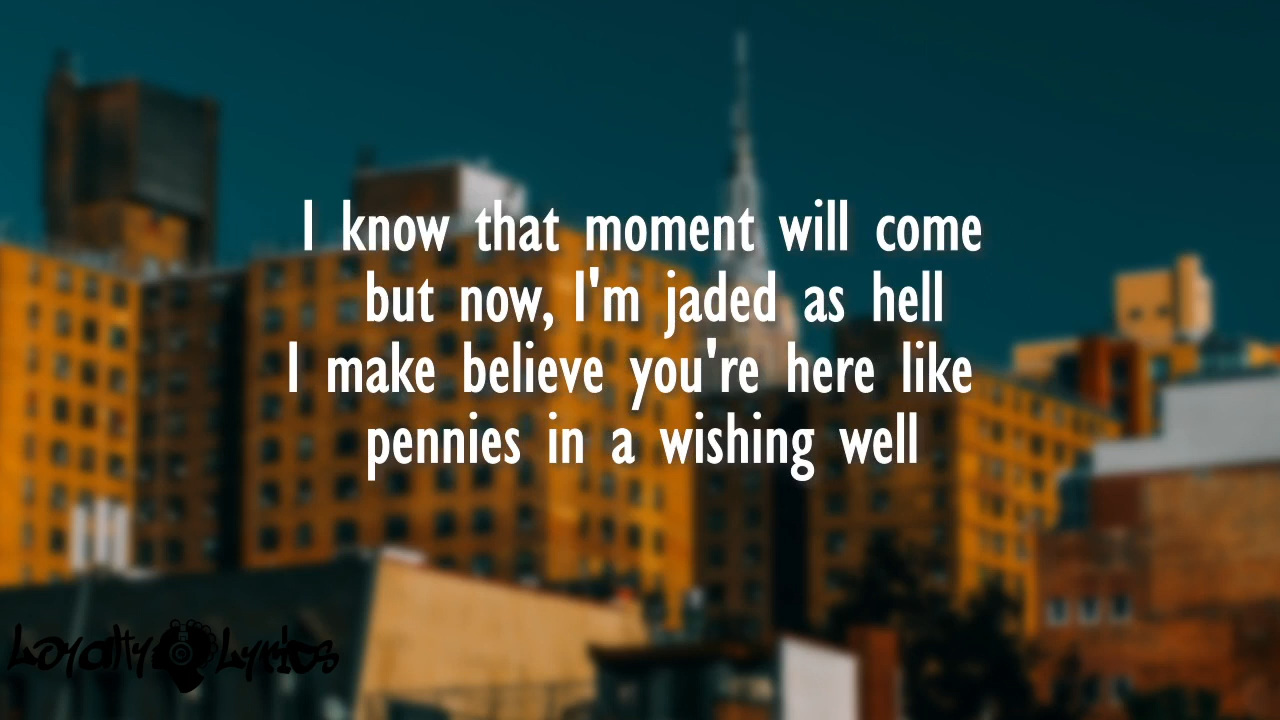 I know that moment will come
but now, I'm jaded as hell
I make believe you're here like
pennies in a wishing well
Loyalty Lyrics